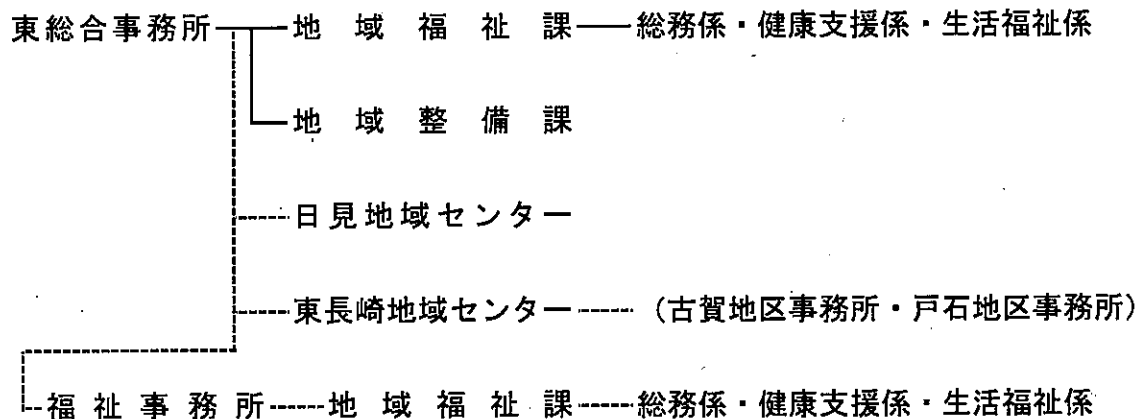 東総合事務所 地域福祉課 総務係・健康支援係・生活福祉係
地域整備課
日見地域センター
東長崎地域センター （古賀地区事務所・戸石地区事務所）
福祉事務所 地域福祉課 総務係・健康支援係・生活福祉係